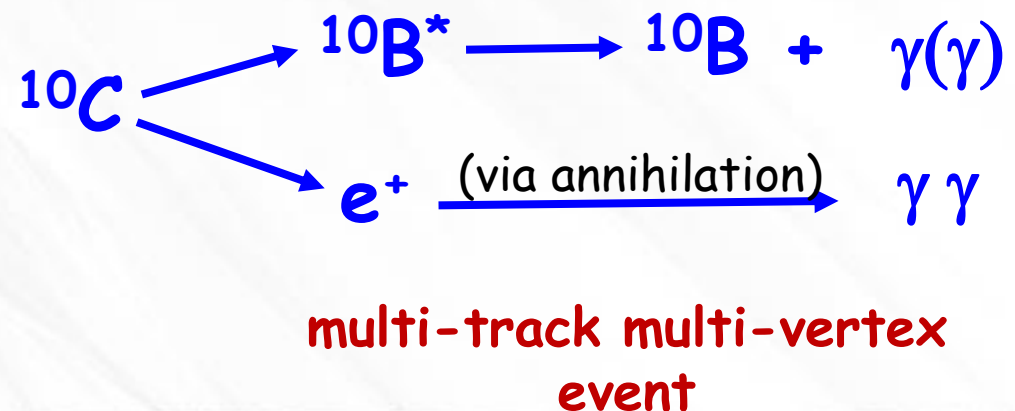 ¹⁰B* ¹⁰B + γ(γ)
¹⁰C
(via annihilation)
e⁺ γ γ
multi-track multi-vertex
event